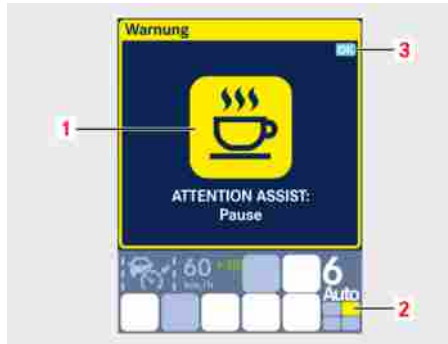 Warnung
OK
3
1
ATTENTION ASSIST:
Pause
60
km/h
6
Auto
2